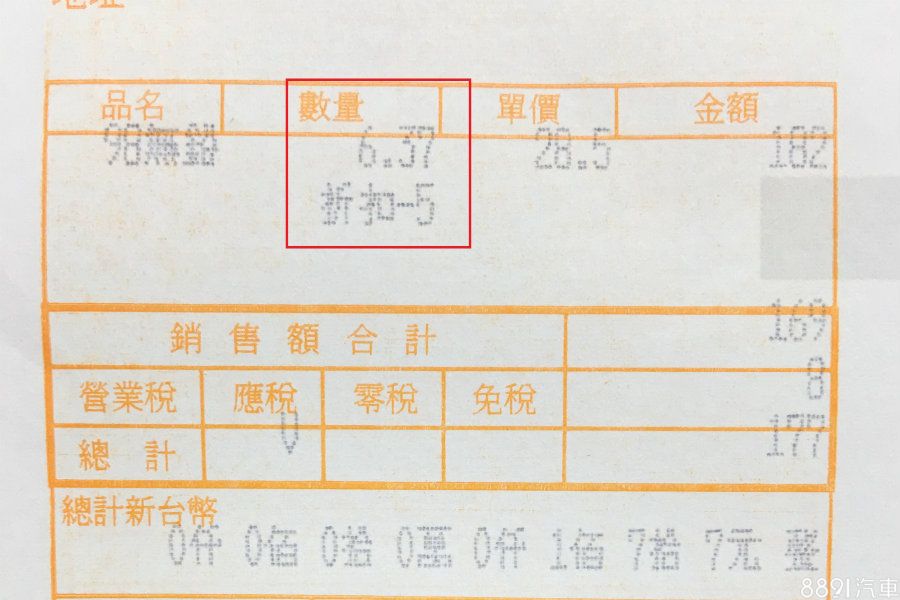 品名 數量 單價 金額
98無鉛 6.37 28.5 182
折扣-5
銷售額合計 169
營業稅 應稅 零稅 免稅 8
V
總計 177
總計新台幣
0仟 0佰 0拾 0萬 0仟 1佰 7拾 7元 整
8891汽車